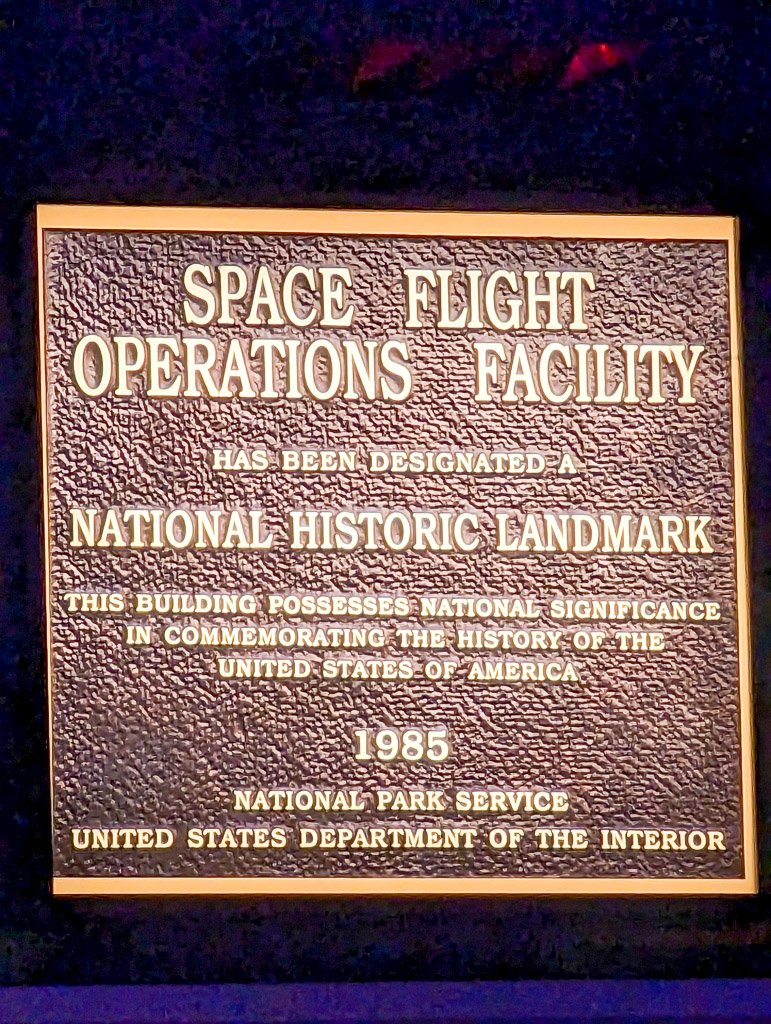 SPACE FLIGHT
OPERATIONS FACILITY
HAS BEEN DESIGNATED A
NATIONAL HISTORIC LANDMARK
THIS BUILDING POSSESSES NATIONAL SIGNIFICANCE
IN COMMEMORATING THE HISTORY OF THE
UNITED STATES OF AMERICA
1985
NATIONAL PARK SERVICE
UNITED STATES DEPARTMENT OF THE INTERIOR